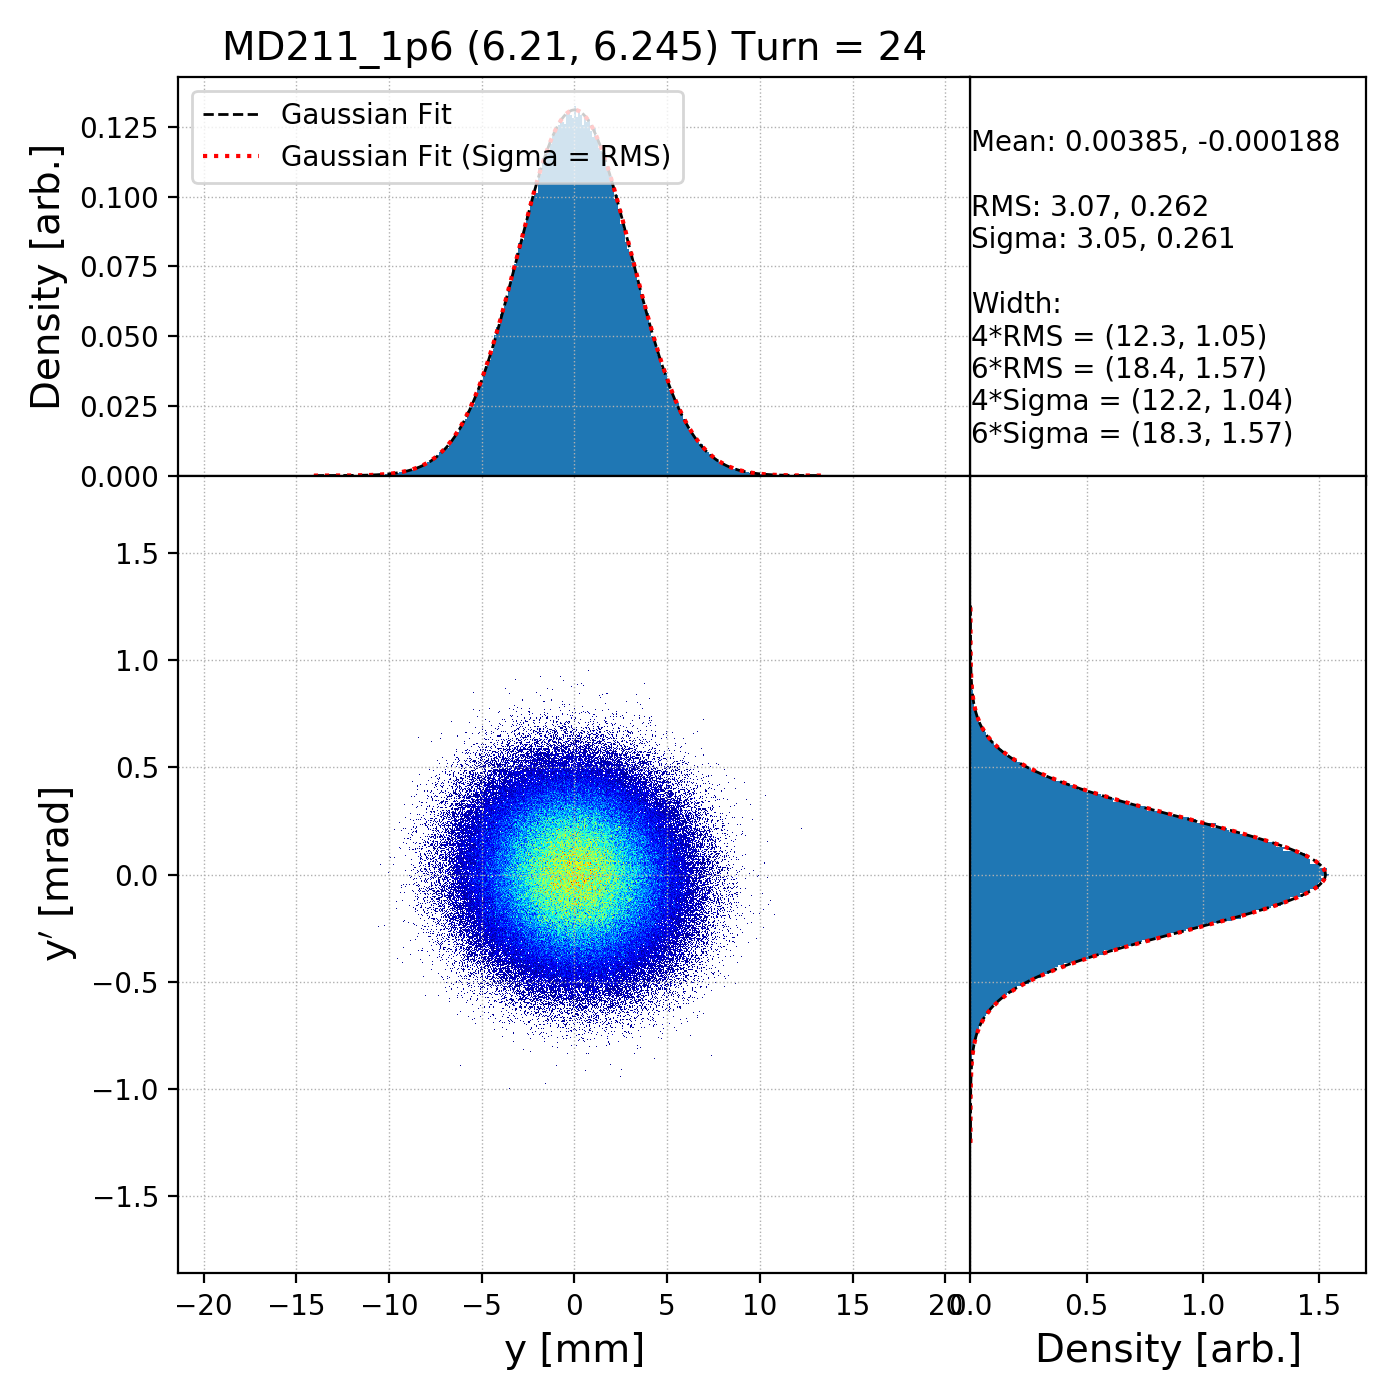 MD211_1p6 (6.21, 6.245) Turn = 24
Gaussian Fit
Gaussian Fit (Sigma = RMS)
Density [arb.]
0.125
0.100
0.075
0.050
0.025
0.000
Mean: 0.00385, -0.000188
RMS: 3.07, 0.262
Sigma: 3.05, 0.261
Width:
4*RMS = (12.3, 1.05)
6*RMS = (18.4, 1.57)
4*Sigma = (12.2, 1.04)
6*Sigma = (18.3, 1.57)
y′ [mrad]
1.5
1.0
0.5
0.0
−0.5
−1.0
−1.5
−20 −15 −10 −5 0 5 10 15 20
y [mm]
0.0 0.5 1.0 1.5
Density [arb.]